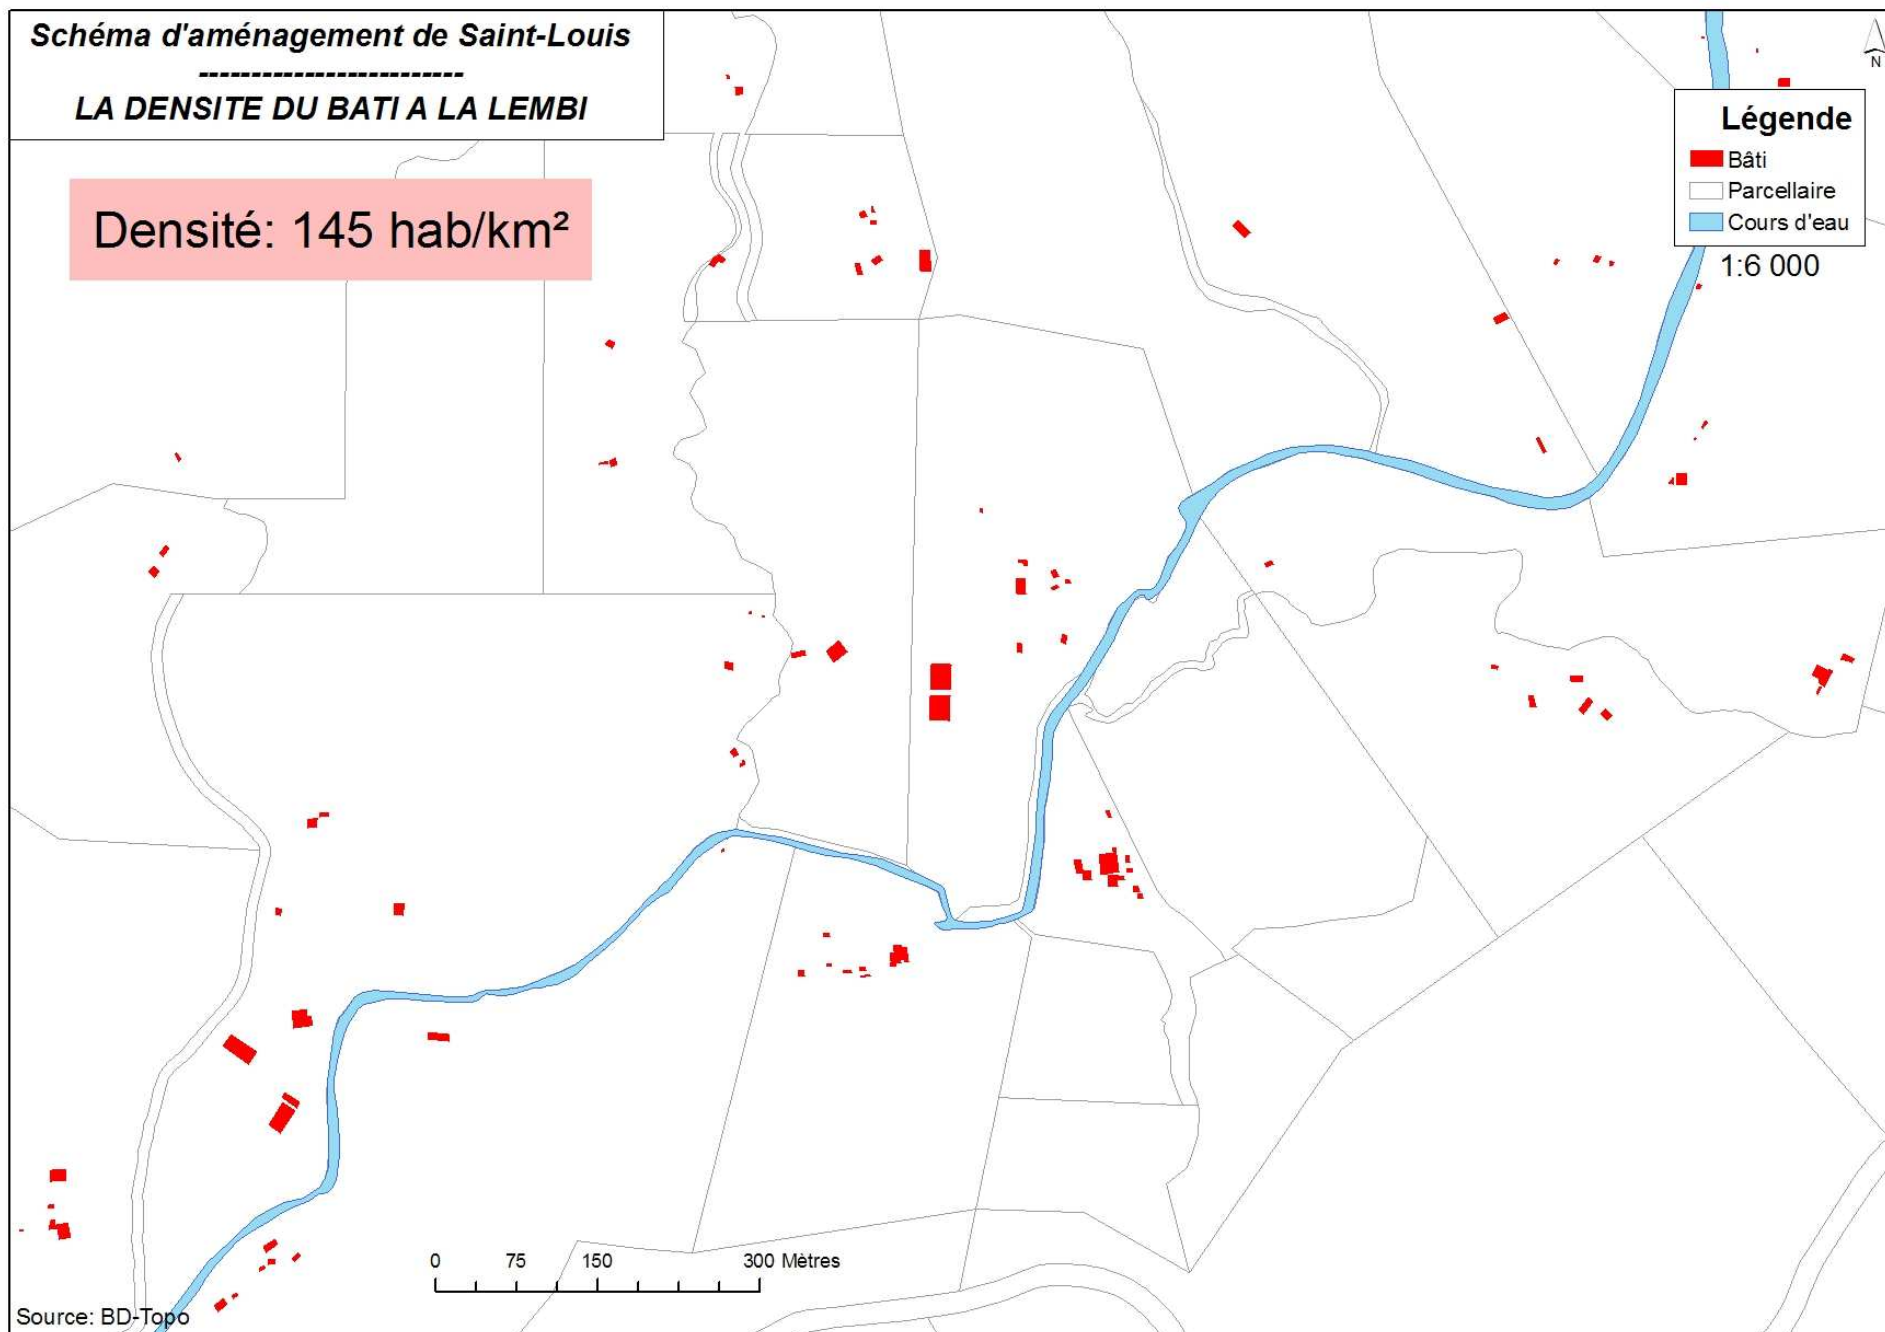 Schéma d'aménagement de Saint-Louis
-------------------------
LA DENSITE DU BATI A LA LEMBI
Densité: 145 hab/km²
N
Légende
Bâti
Parcellaire
Cours d'eau
1:6 000
0 75 150 300 Mètres
Source: BD-Topo